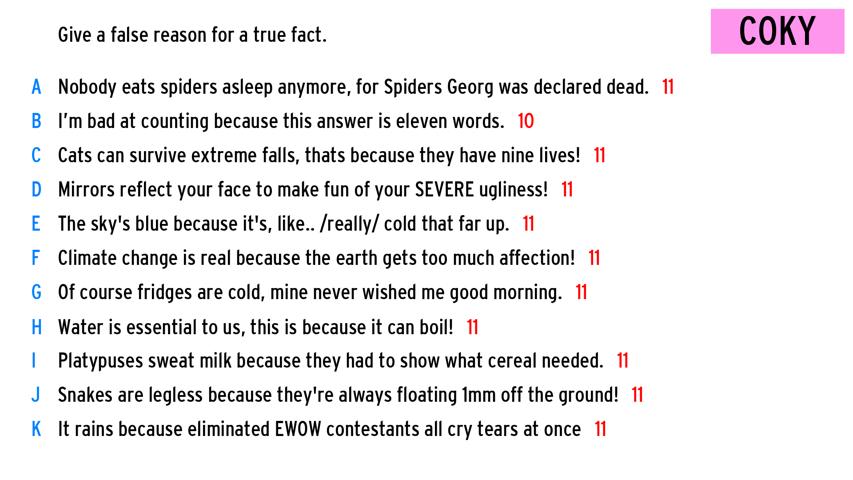 Give a false reason for a true fact.
COKY
A Nobody eats spiders asleep anymore, for Spiders Georg was declared dead. 11
B I'm bad at counting because this answer is eleven words. 10
C Cats can survive extreme falls, thats because they have nine lives! 11
D Mirrors reflect your face to make fun of your SEVERE ugliness! 11
E The sky's blue because it's, like.. /really/ cold that far up. 11
F Climate change is real because the earth gets too much affection! 11
G Of course fridges are cold, mine never wished me good morning. 11
H Water is essential to us, this is because it can boil! 11
I Platypuses sweat milk because they had to show what cereal needed. 11
J Snakes are legless because they're always floating 1mm off the ground! 11
K It rains because eliminated EWOW contestants all cry tears at once 11